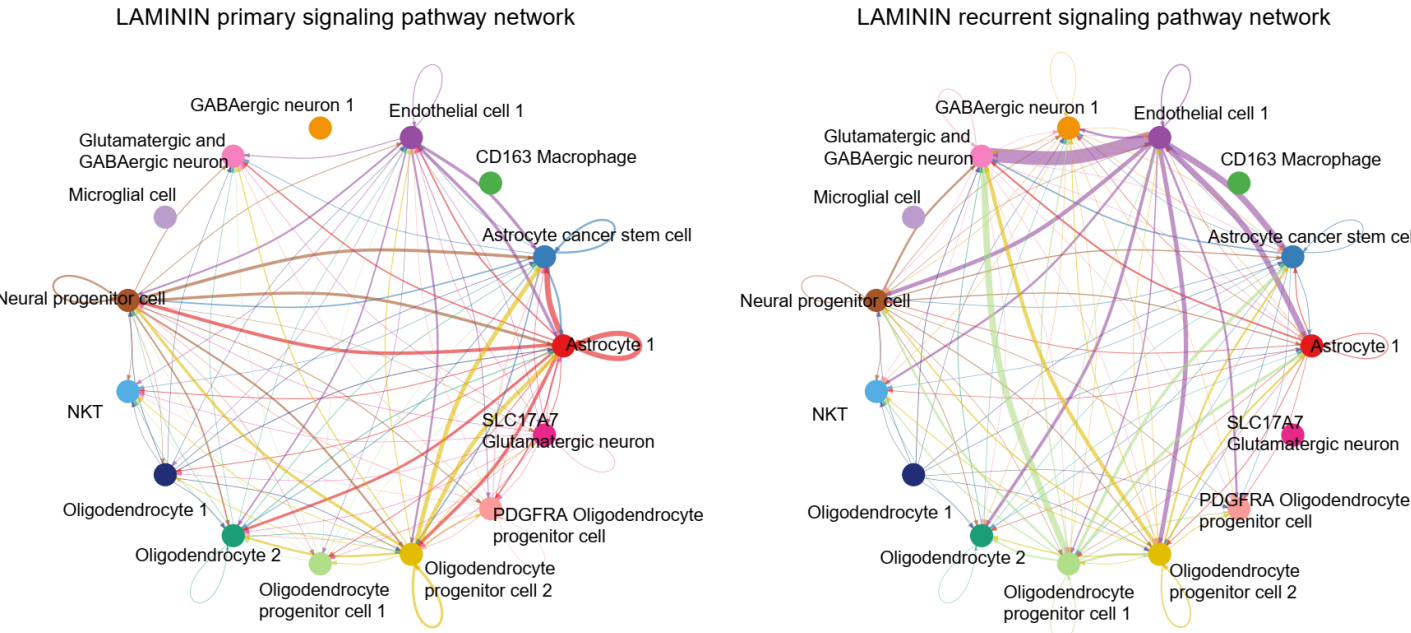 LAMININ primary signaling pathway network
GABAergic neuron 1
Endothelial cell 1
Glutamatergic and
GABAergic neuron
CD163 Macrophage
Microglial cell
Astrocyte cancer stem cell
Neural progenitor cell
Astrocyte 1
NKT
SLC17A7
Glutamatergic neuron
Oligodendrocyte 1
PDGFRA Oligodendrocyte
progenitor cell
Oligodendrocyte 2
Oligodendrocyte
progenitor cell 1
Oligodendrocyte
progenitor cell 2
LAMININ recurrent signaling pathway network
GABAergic neuron 1
Endothelial cell 1
Glutamatergic and
GABAergic neuron
CD163 Macrophage
Microglial cell
Astrocyte cancer stem cel
Neural progenitor cell
Astrocyte 1
NKT
SLC17A7
Glutamatergic neuron
Oligodendrocyte 1
PDGFRA Oligodendrocyte
progenitor cell
Oligodendrocyte 2
Oligodendrocyte
progenitor cell 1
Oligodendrocyte
progenitor cell 2